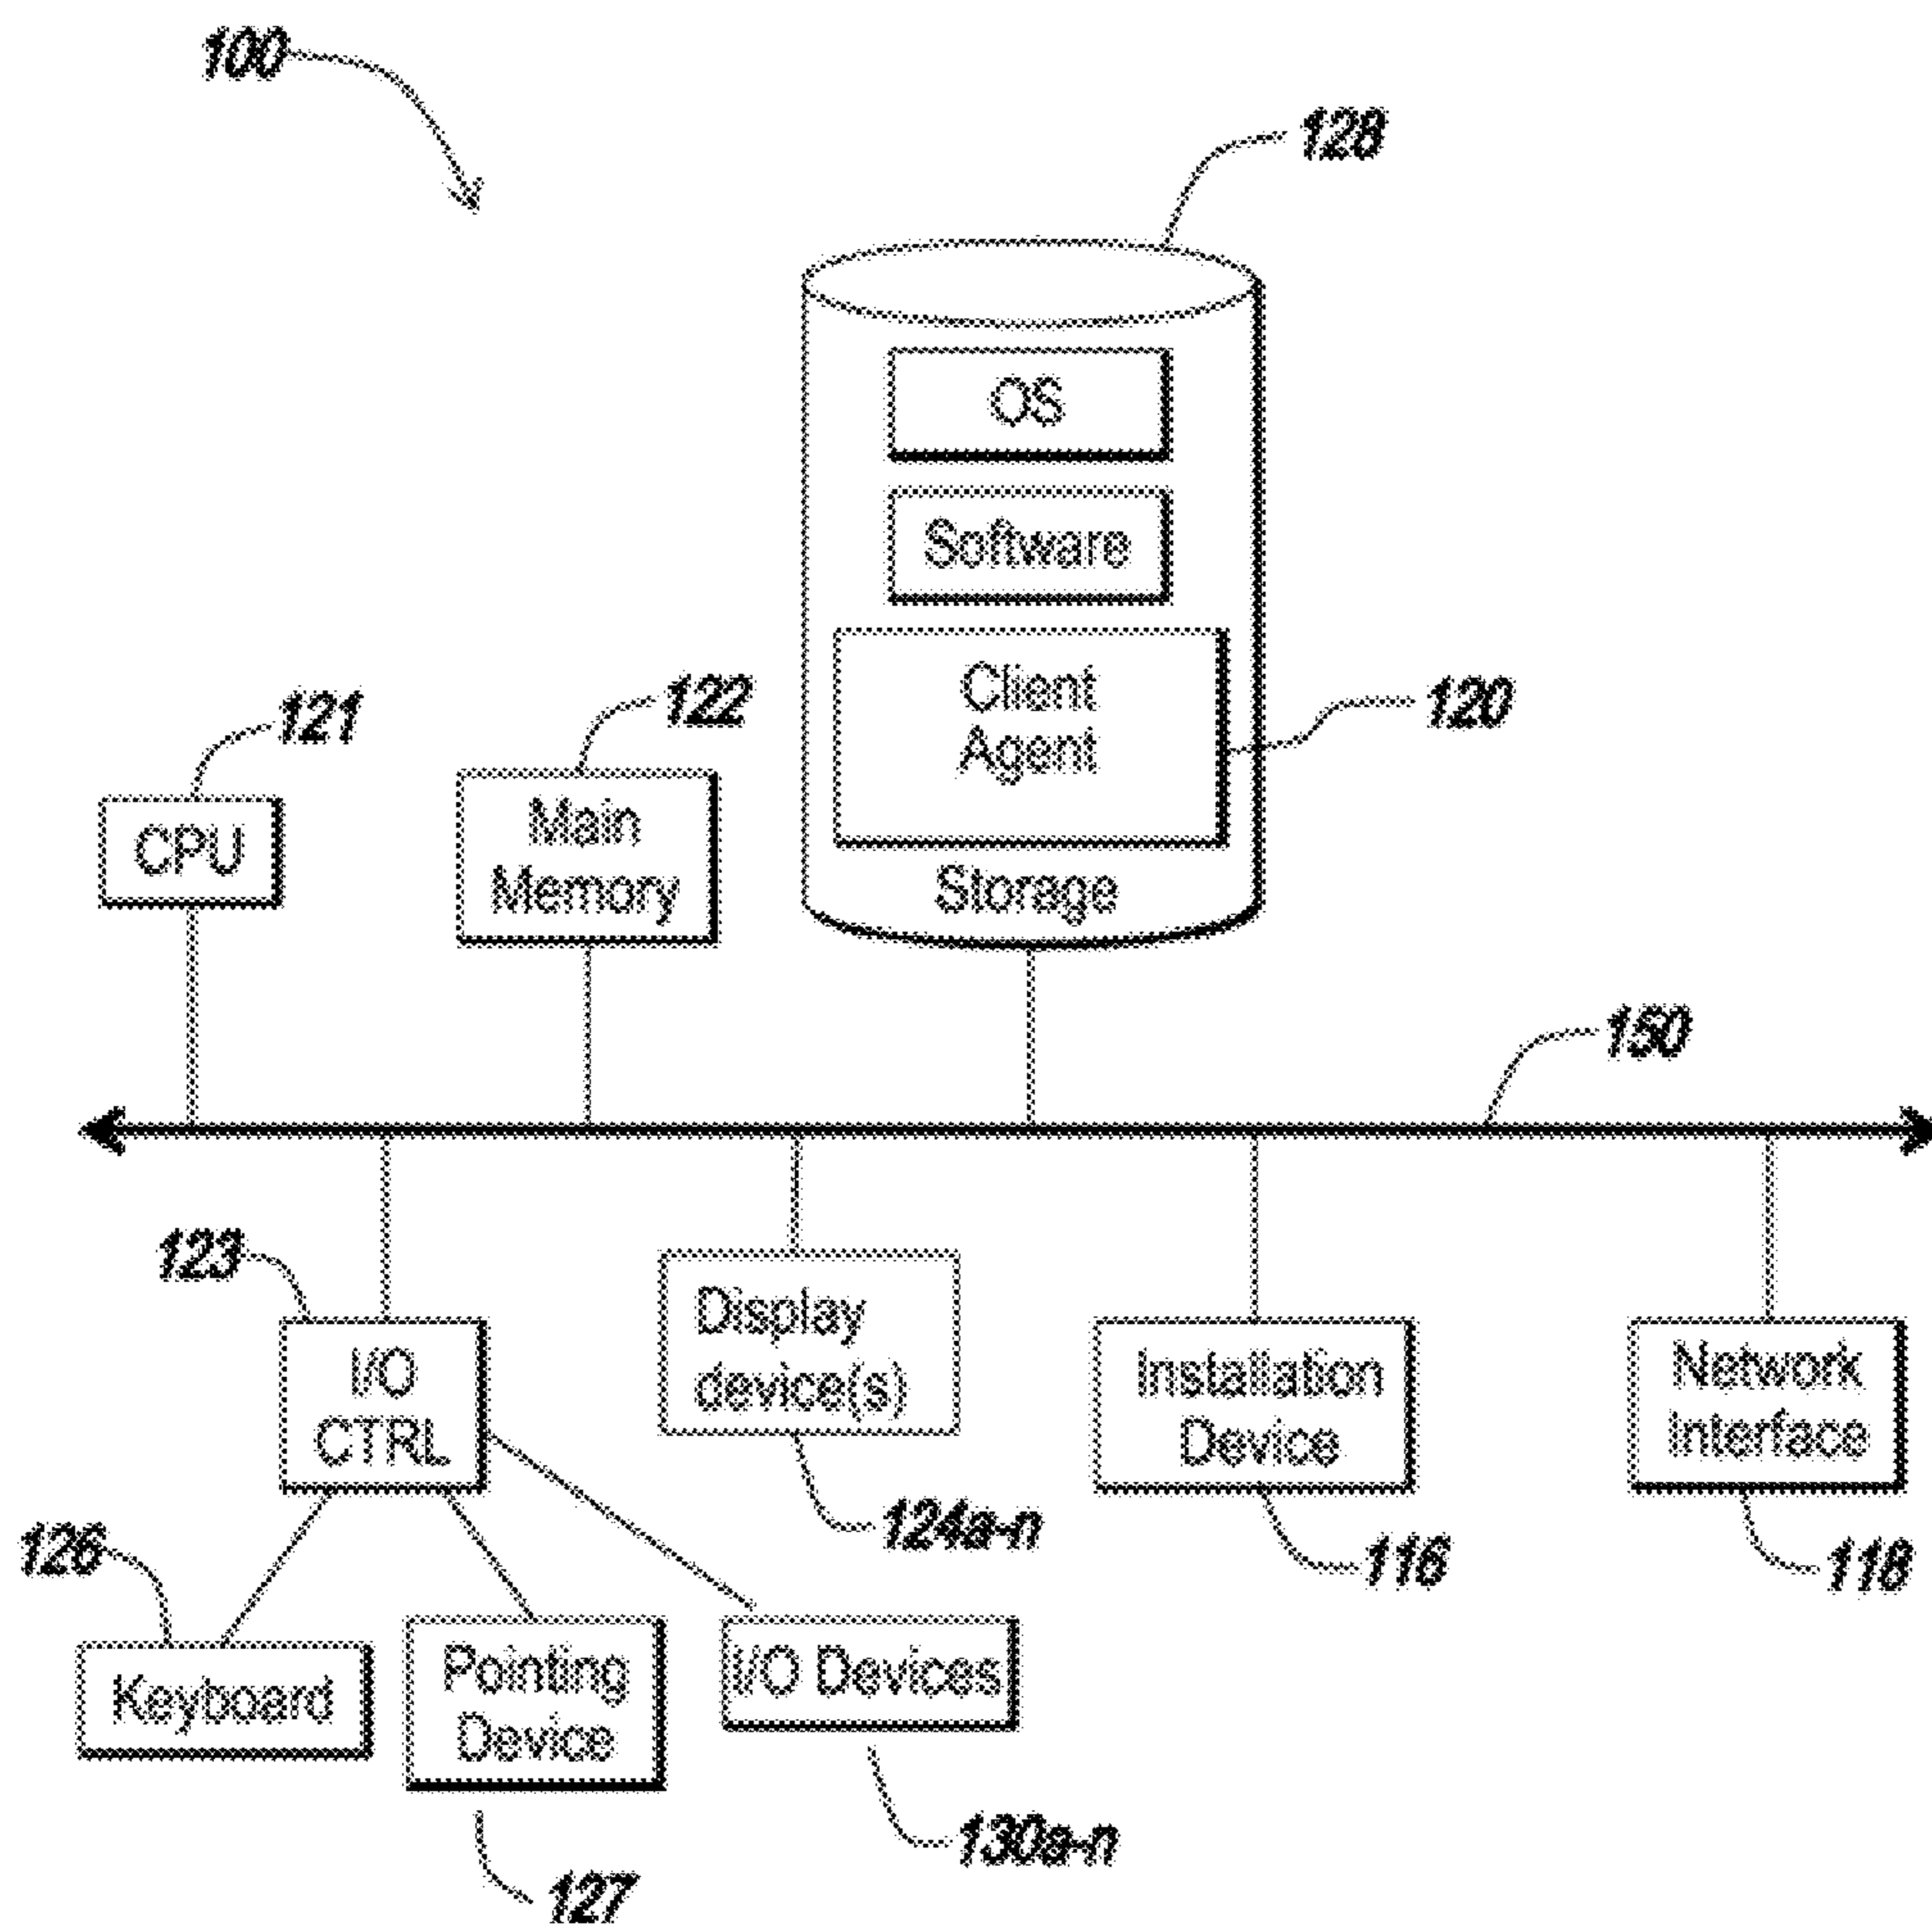 100
128
OS
Software
Client
Agent
120
Storage
121
CPU
122
Main
Memory
150
123
I/O
CTRL
Display
device(s)
124a-n
Installation
Device
116
Network
Interface
118
126
Keyboard
Pointing
Device
127
I/O Devices
130a-n